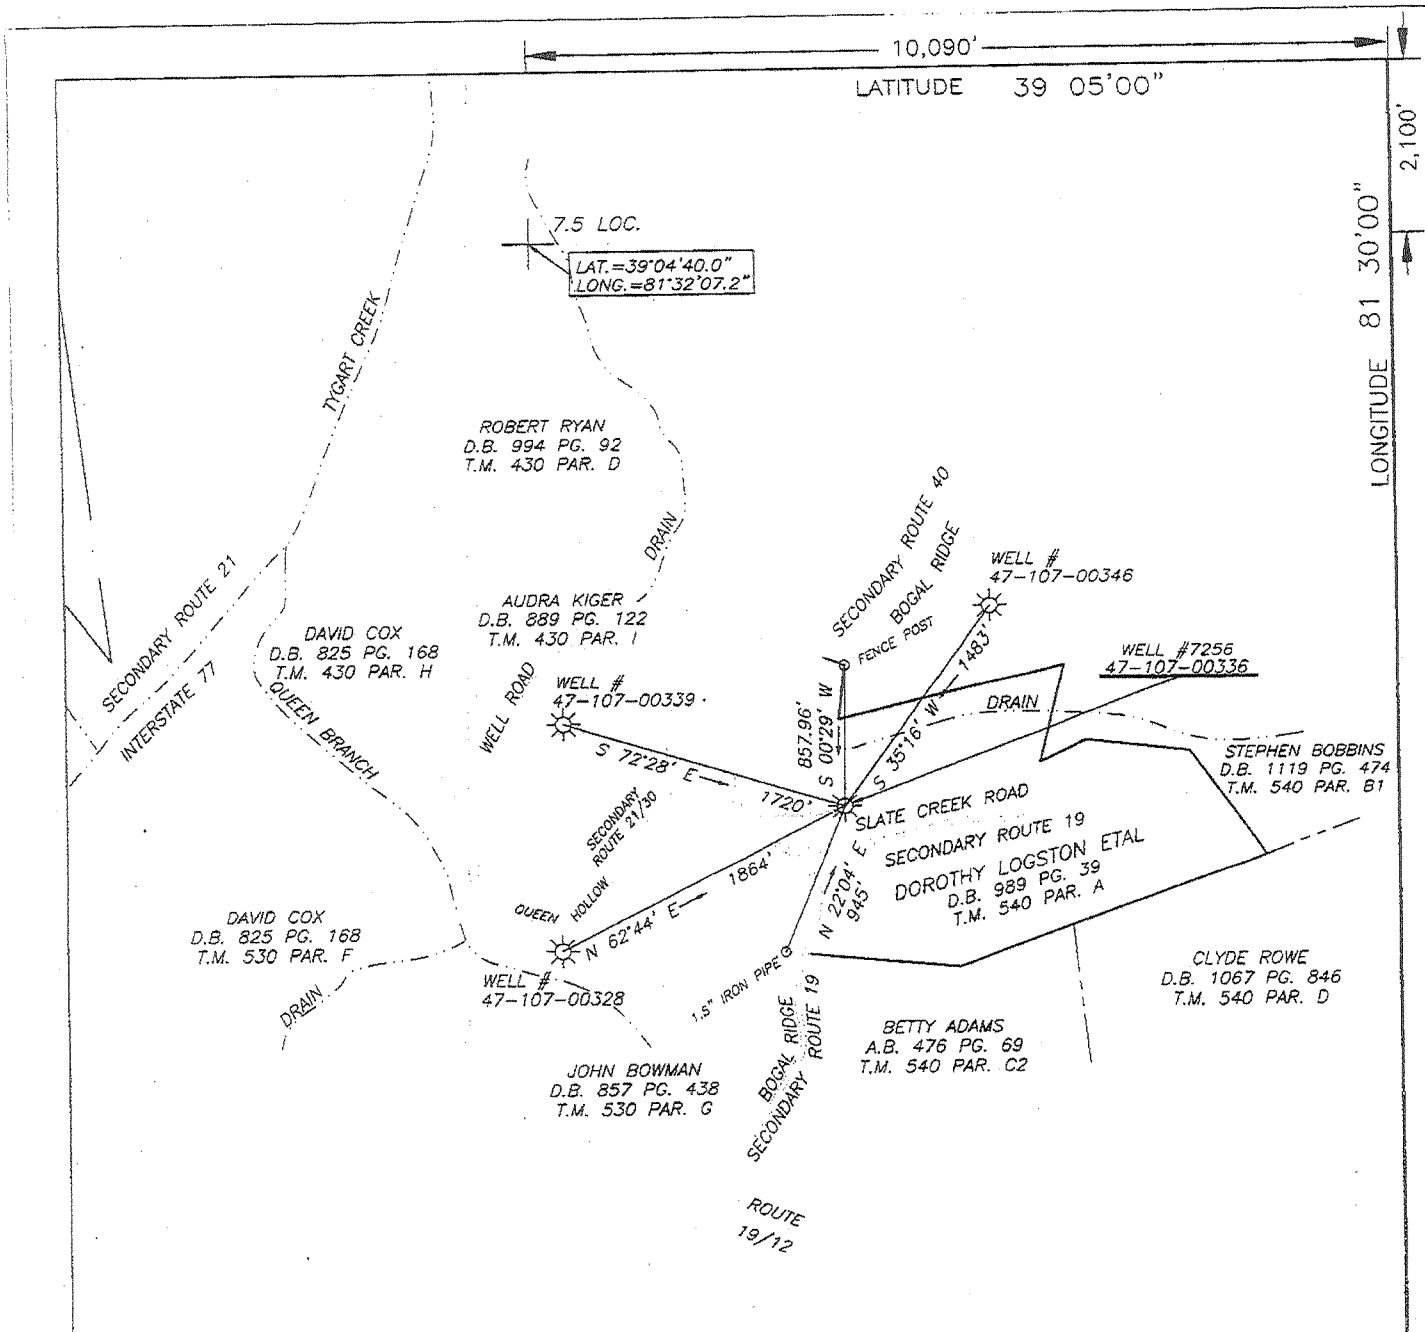 10,090'
LATITUDE 39 05'00"
2,100'
LONGITUDE 81 30'00"
7.5 LOC.
LAT.=39°04'40.0"
LONG.=81°32'07.2"
TYGART CREEK
ROBERT RYAN
D.B. 994 PG. 92
T.M. 430 PAR. D
DRAIN
SECONDARY ROUTE 40
BOGAL RIDGE
FENCE POST
WELL #
47-107-00346
SECONDARY ROUTE 21
INTERSTATE 77
DAVID COX
D.B. 825 PG. 168
T.M. 430 PAR. H
QUEEN BRANCH
AUDRA KIGER
D.B. 889 PG. 122
T.M. 430 PAR. I
WELL ROAD
WELL #
47-107-00339
S 72°28' E
1720'
857.96'
S 00°29' W
S 35°16' W
1483'
WELL #7256
47-107-00336
DRAIN
STEPHEN BOBBINS
D.B. 1119 PG. 474
T.M. 540 PAR. B1
SLATE CREEK ROAD
SECONDARY ROUTE 19
DOROTHY LOGSTON ETAL
D.B. 989 PG. 39
T.M. 540 PAR. A
SECONDARY
ROUTE 21/30
QUEEN HOLLOW
N 62°44' E
1864'
N 22°04' E
945'
DAVID COX
D.B. 825 PG. 168
T.M. 530 PAR. F
DRAIN
WELL #
47-107-00328
1.5" IRON PIPE
BOGAL RIDGE
SECONDARY ROUTE 19
CLYDE ROWE
D.B. 1067 PG. 846
T.M. 540 PAR. D
BETTY ADAMS
A.B. 476 PG. 69
T.M. 540 PAR. C2
JOHN BOWMAN
D.B. 857 PG. 438
T.M. 530 PAR. G
ROUTE
19/12